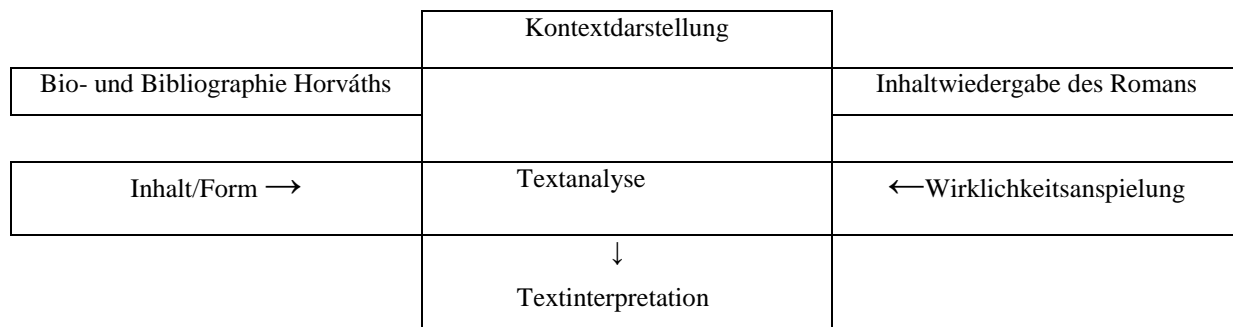 Kontextdarstellung
Bio- und Bibliographie Horváths
Inhaltwiedergabe des Romans
Inhalt/Form →
Textanalyse
←Wirklichkeitsanspielung
↓
Textinterpretation